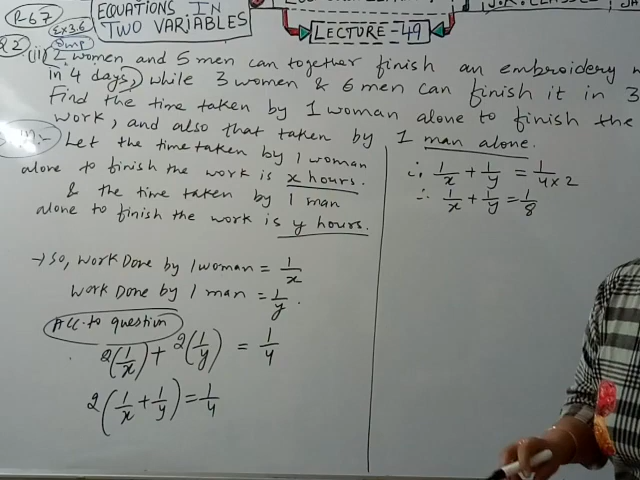 P-67
EQUATIONS IN
TWO VARIABLES
Ex 3.6
LECTURE-49
Q2
Imp
(ii) 2 women and 5 men can together finish an embroidery
in 4 days, while 3 women & 6 men can finish it in 3
Find the time taken by 1 woman alone to finish the
work, and also that taken by 1 man alone.
Let the time taken by 1 woman
alone to finish the work is x hours.
& the time taken by 1 man
alone to finish the work is y hours.
→ So, Work Done by 1 woman = 1/x
Work Done by 1 man = 1/y.
Acc. to question
2(1/x) + 2(1/y) = 1/4
2(1/x + 1/y) = 1/4
∴ 1/x + 1/y = 1/4×2
∴ 1/x + 1/y = 1/8